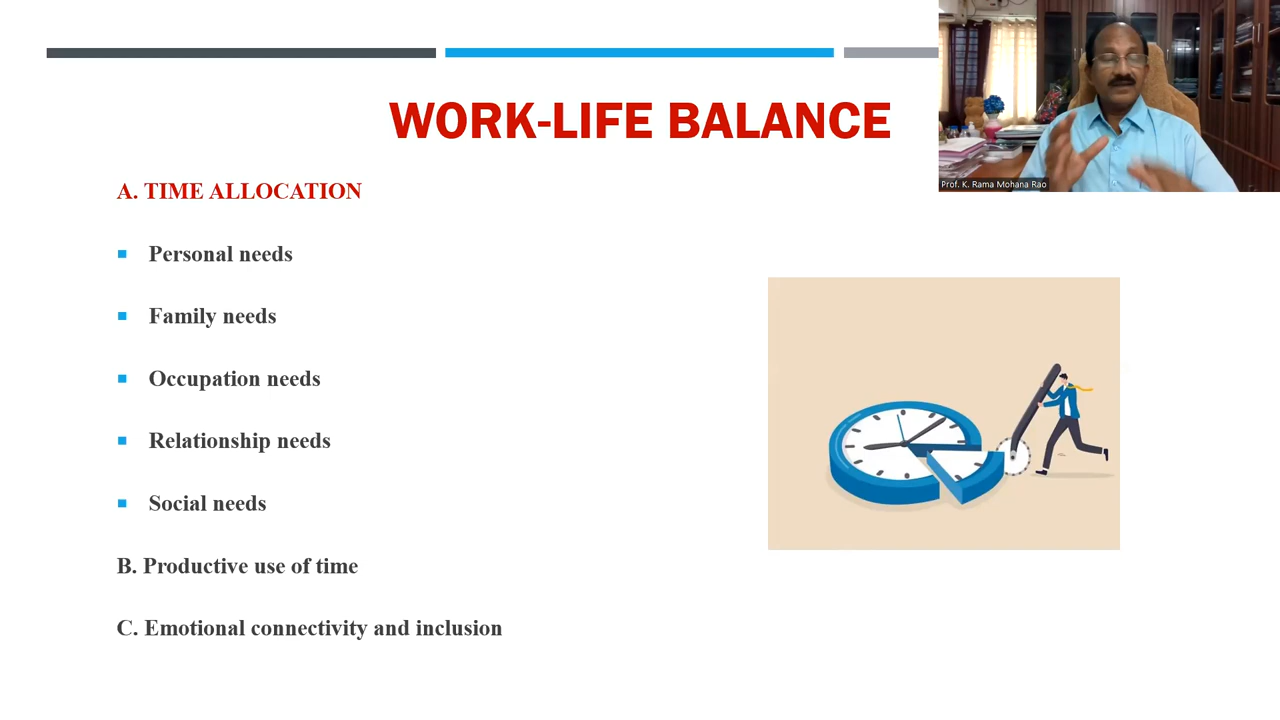 WORK-LIFE BALANCE
Prof. K. Rama Mohana Rao
A. TIME ALLOCATION
Personal needs
Family needs
Occupation needs
Relationship needs
Social needs
B. Productive use of time
C. Emotional connectivity and inclusion